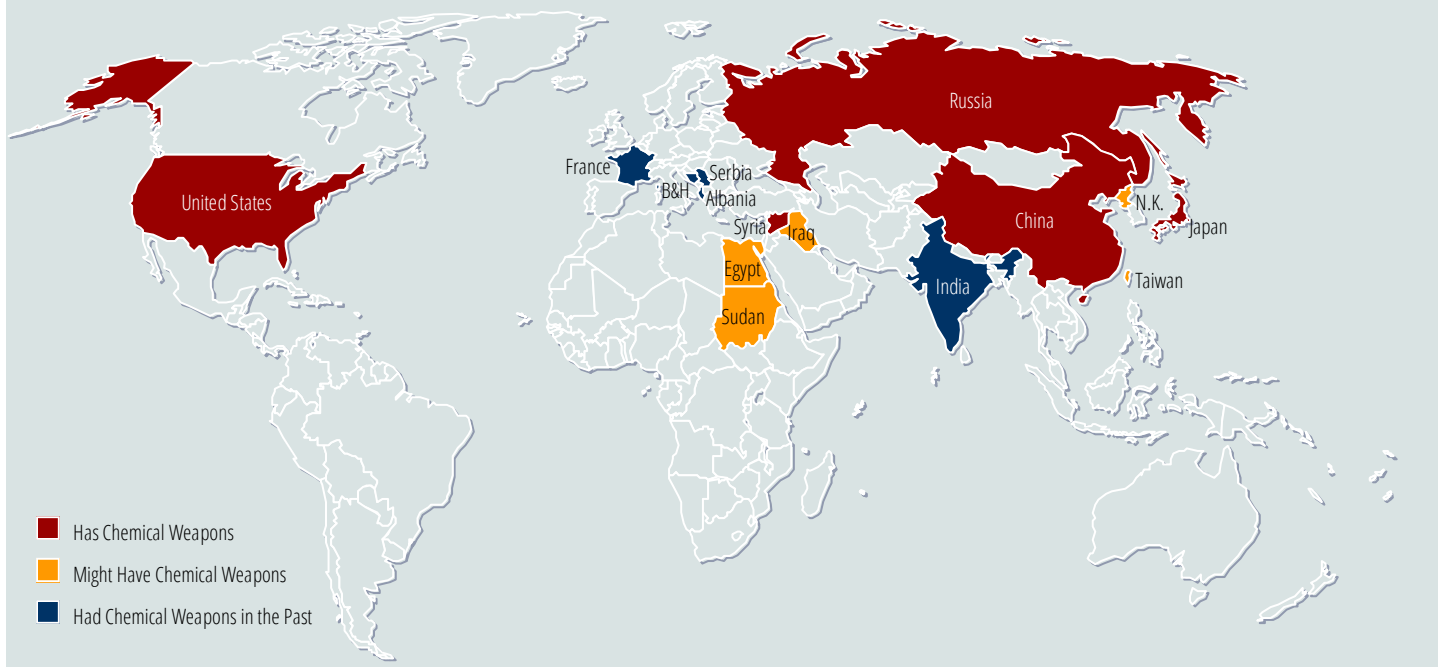 Russia
France
Serbia
B&H
Albania
United States
N.K.
China
Japan
Syria
Iraq
Egypt
Taiwan
India
Sudan
Has Chemical Weapons
Might Have Chemical Weapons
Had Chemical Weapons in the Past